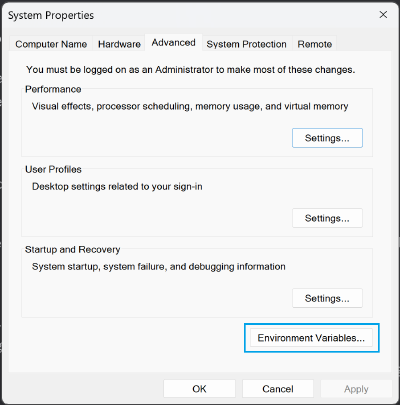 System Properties
Computer Name Hardware Advanced System Protection Remote
You must be logged on as an Administrator to make most of these changes.
Performance
Visual effects, processor scheduling, memory usage, and virtual memory
Settings...
User Profiles
Desktop settings related to your sign-in
Settings...
Startup and Recovery
System startup, system failure, and debugging information
Settings...
Environment Variables...
OK Cancel Apply